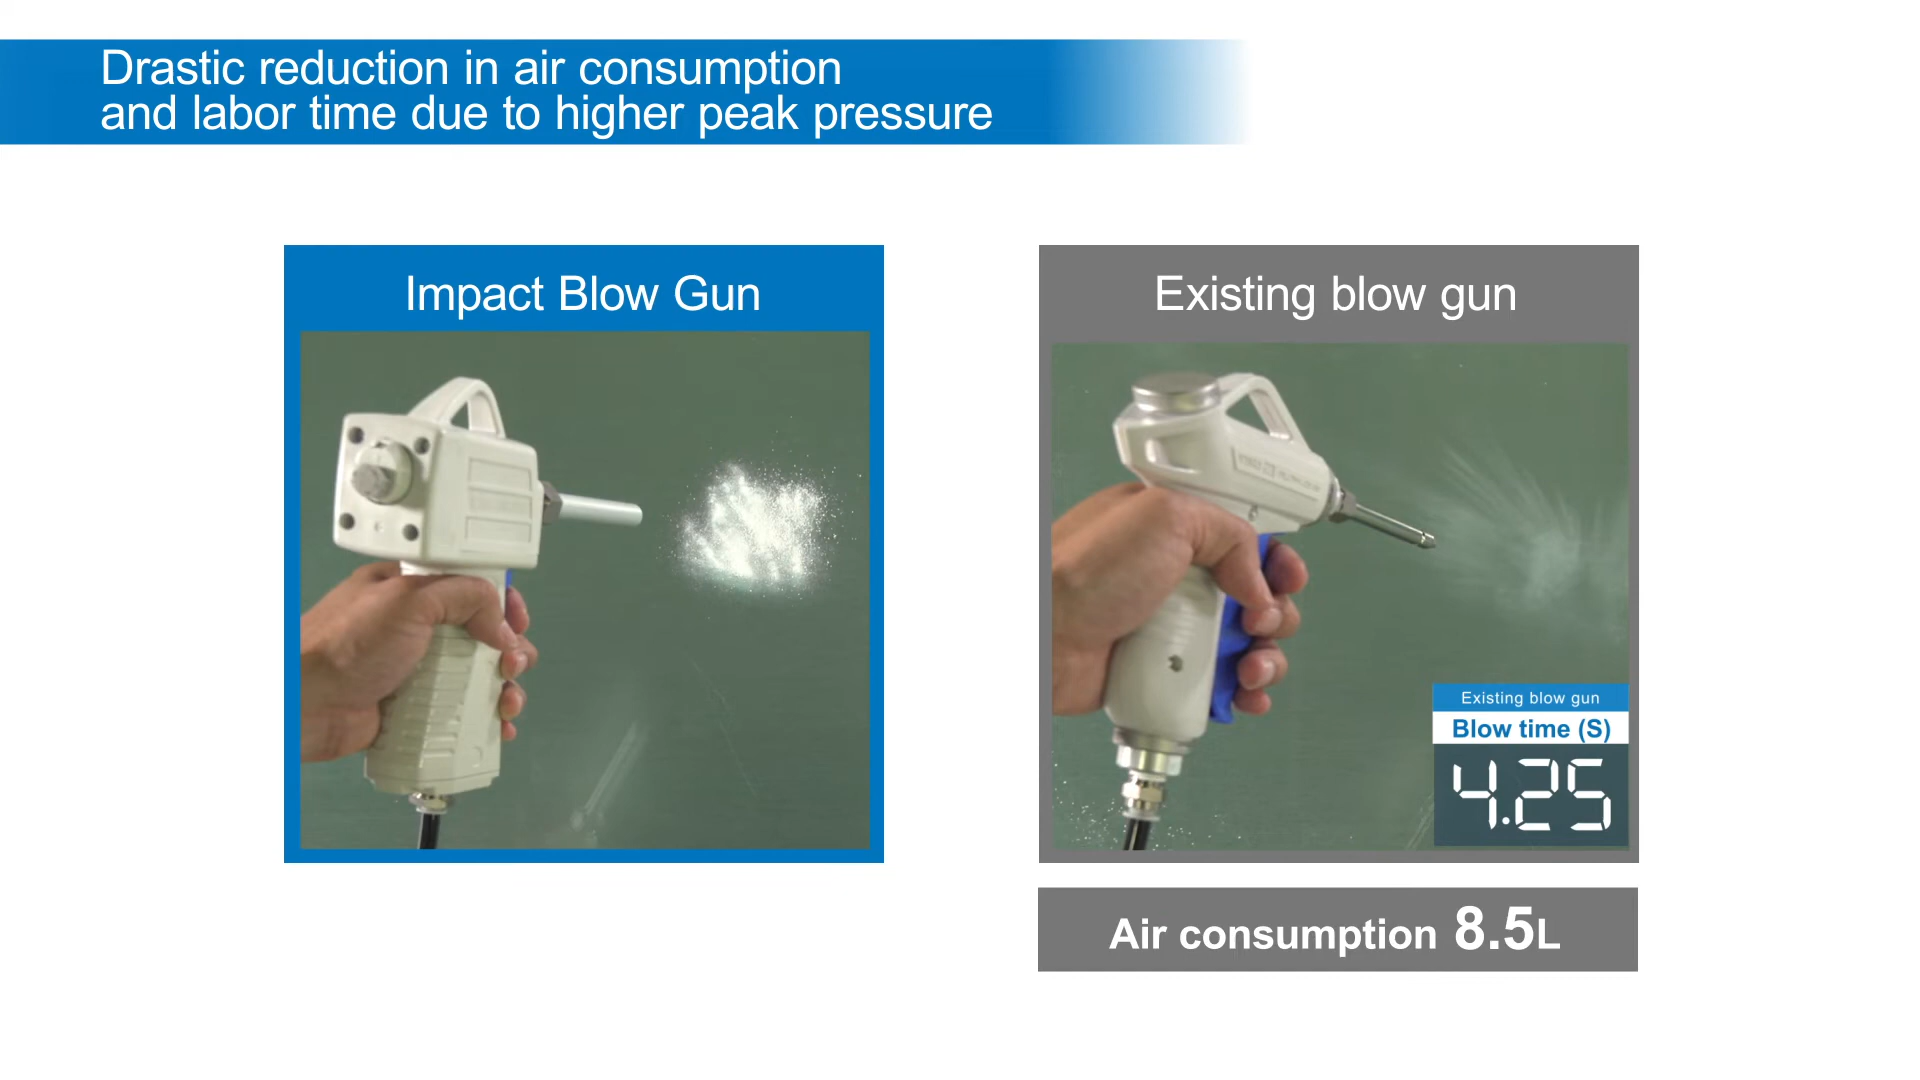 Drastic reduction in air consumption
and labor time due to higher peak pressure
Impact Blow Gun
Existing blow gun
Existing blow gun
Blow time (S)
4.25
Air consumption 8.5L